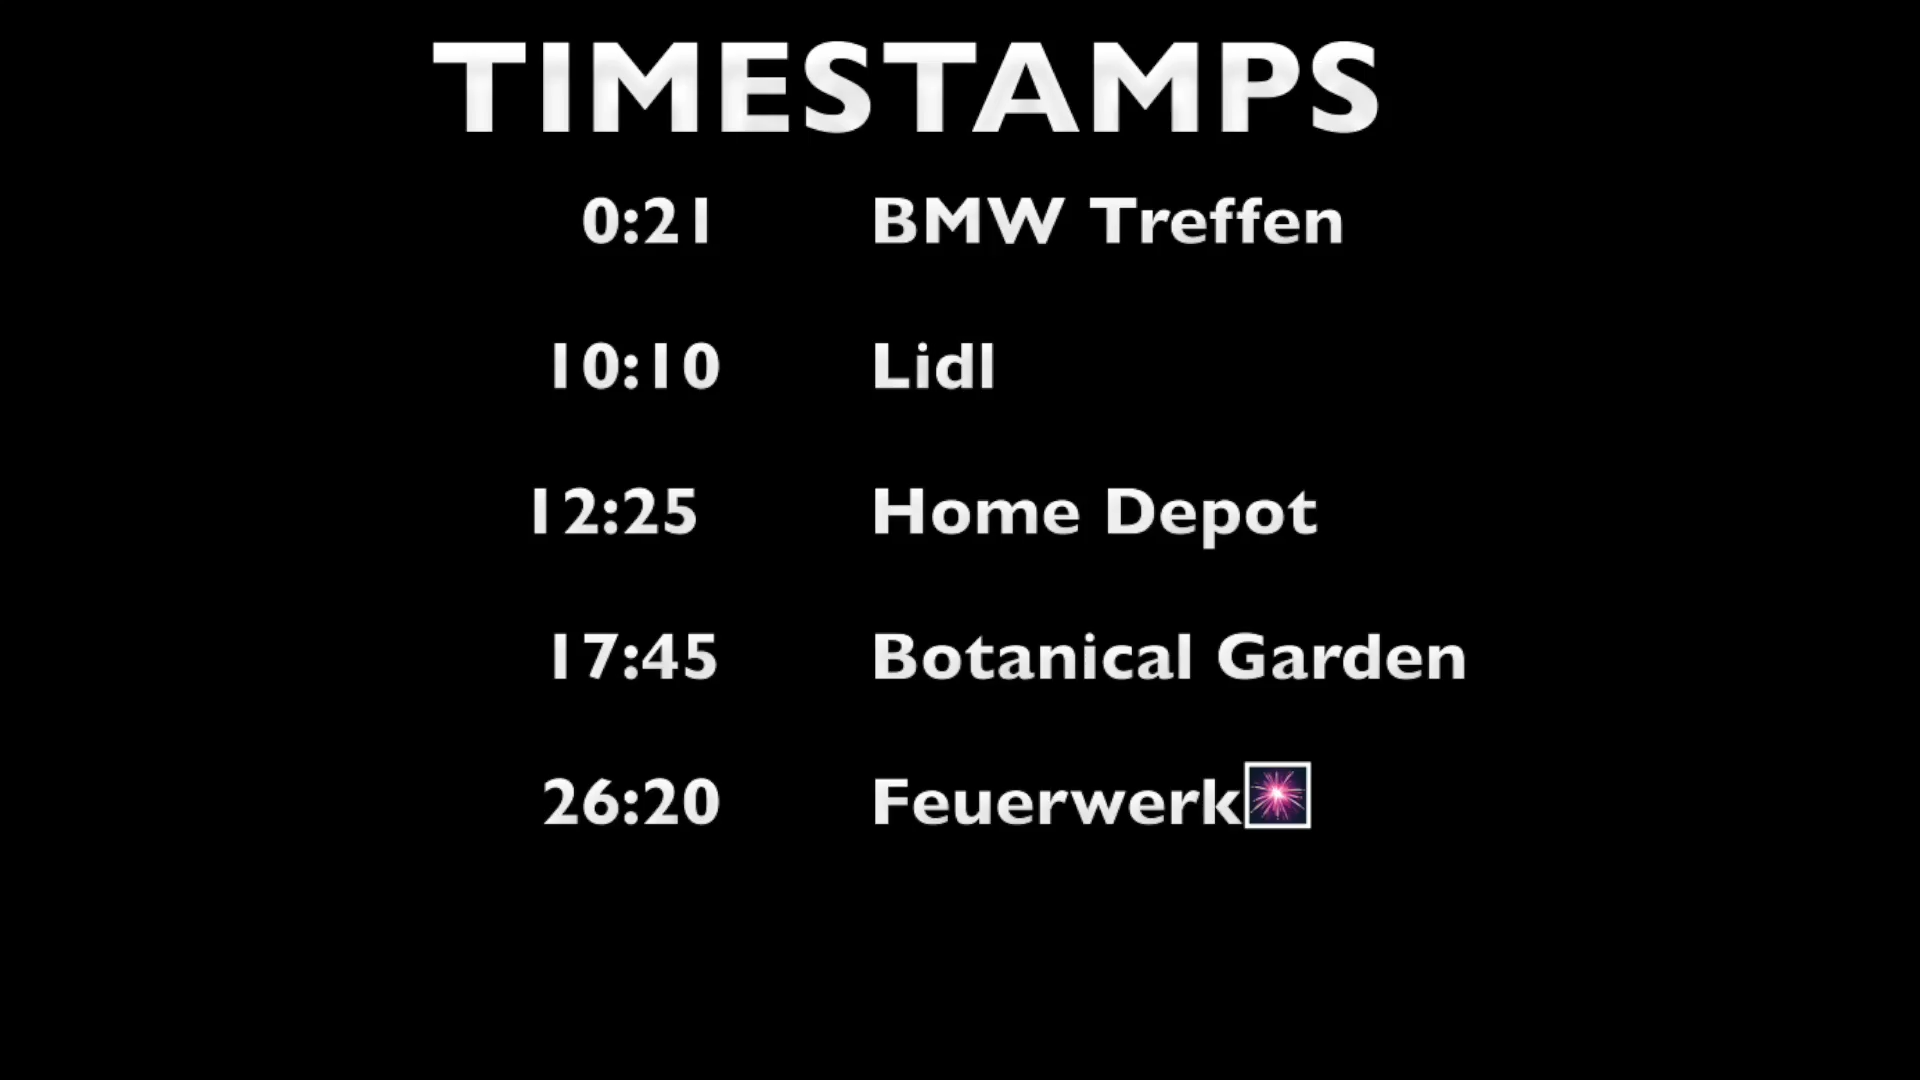 TIMESTAMPS
0:21 BMW Treffen
10:10 Lidl
12:25 Home Depot
17:45 Botanical Garden
26:20 Feuerwerk🎆